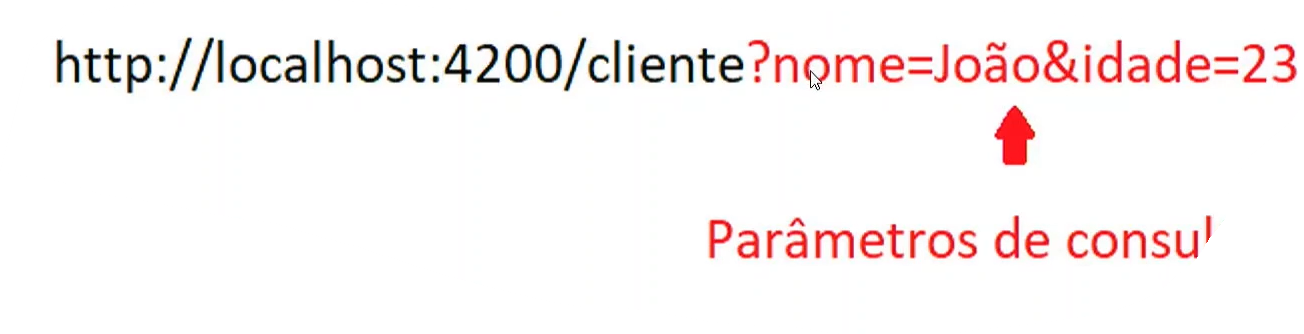 http://localhost:4200/cliente?nome=João&idade=23
Parâmetros de